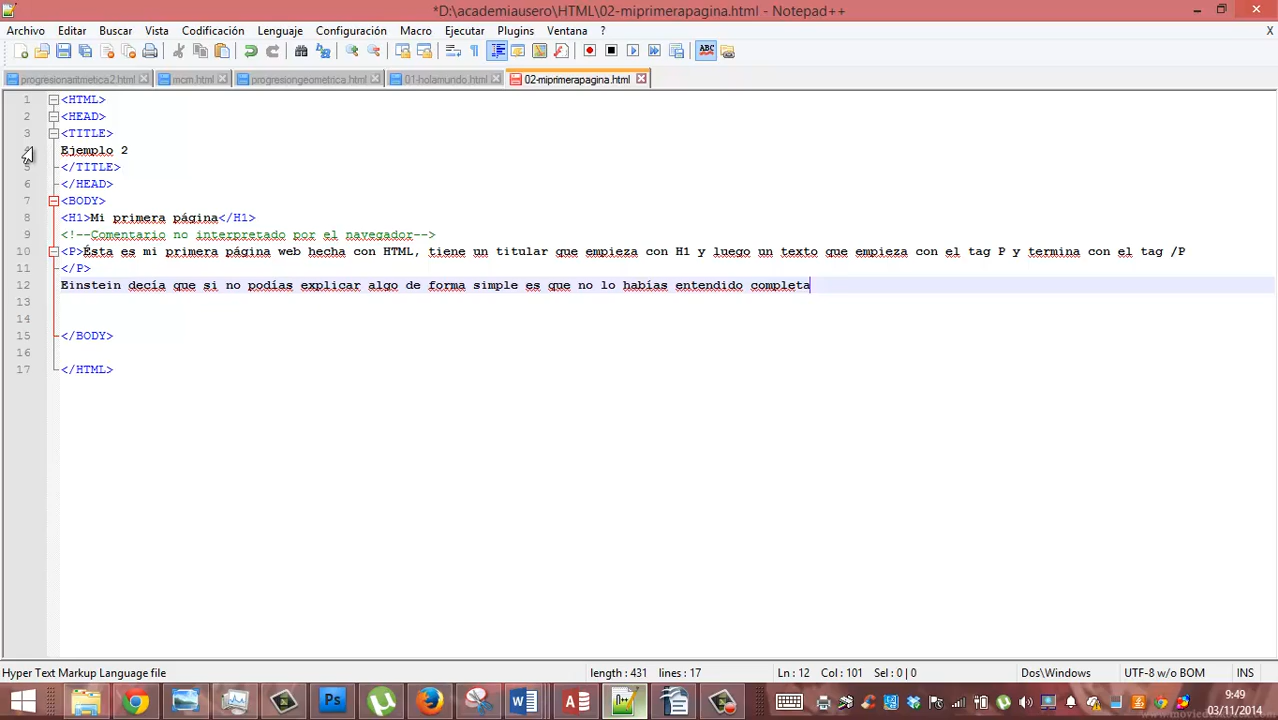 *D:\academiausero\HTML\02-miprimerapagina.html - Notepad++
Archivo Editar Buscar Vista Codificación Lenguaje Configuración Macro Ejecutar Plugins Ventana ? X
progresionaritmetica2.html mcm.html progresiongeometrica.html 01-holamundo.html 02-miprimerapagina.html
1 <HTML>
2 <HEAD>
3 <TITLE>
Ejemplo 2
5 </TITLE>
6 </HEAD>
7 <BODY>
8 <H1>Mi primera página</H1>
9 <!--Comentario no interpretado por el navegador-->
10 <P>Ésta es mi primera página web hecha con HTML, tiene un titular que empieza con H1 y luego un texto que empieza con el tag P y termina con el tag /P
11 </P>
12 Einstein decía que si no podías explicar algo de forma simple es que no lo habías entendido completa
13
14
15 </BODY>
16
17 </HTML>
Hyper Text Markup Language file length : 431 lines : 17 Ln : 12 Col : 101 Sel : 0 | 0 Dos\Windows UTF-8 w/o BOM INS
9:49
03/11/2014